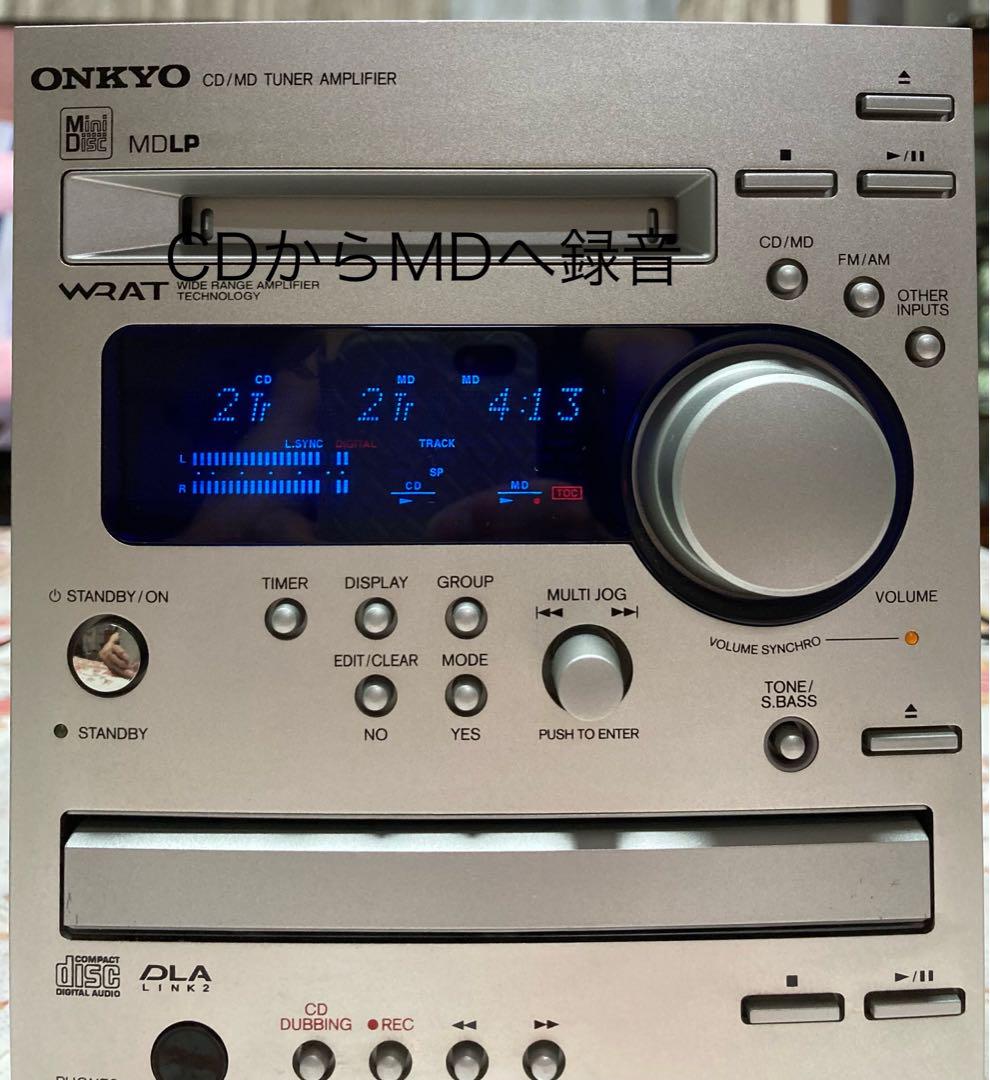 ONKYO CD/MD TUNER AMPLIFIER
Mini
Disc
MDLP
■ ►/II
CDからMDへ録音
CD/MD
FM/AM
OTHER
INPUTS
WRAT WIDE RANGE AMPLIFIER
TECHNOLOGY
CD MD MD
2Tr 2Tr 4:13
L.SYNC DIGITAL TRACK
L
SP
R CD MD TOC
STANDBY/ON
TIMER DISPLAY GROUP
MULTI JOG
VOLUME
VOLUME SYNCHRO
EDIT/CLEAR MODE
TONE/
S.BASS
STANDBY
NO YES PUSH TO ENTER
COMPACT
disc
DIGITAL AUDIO
DLA
LINK2
■ ►/II
CD
DUBBING ●REC ◄◄ ►►